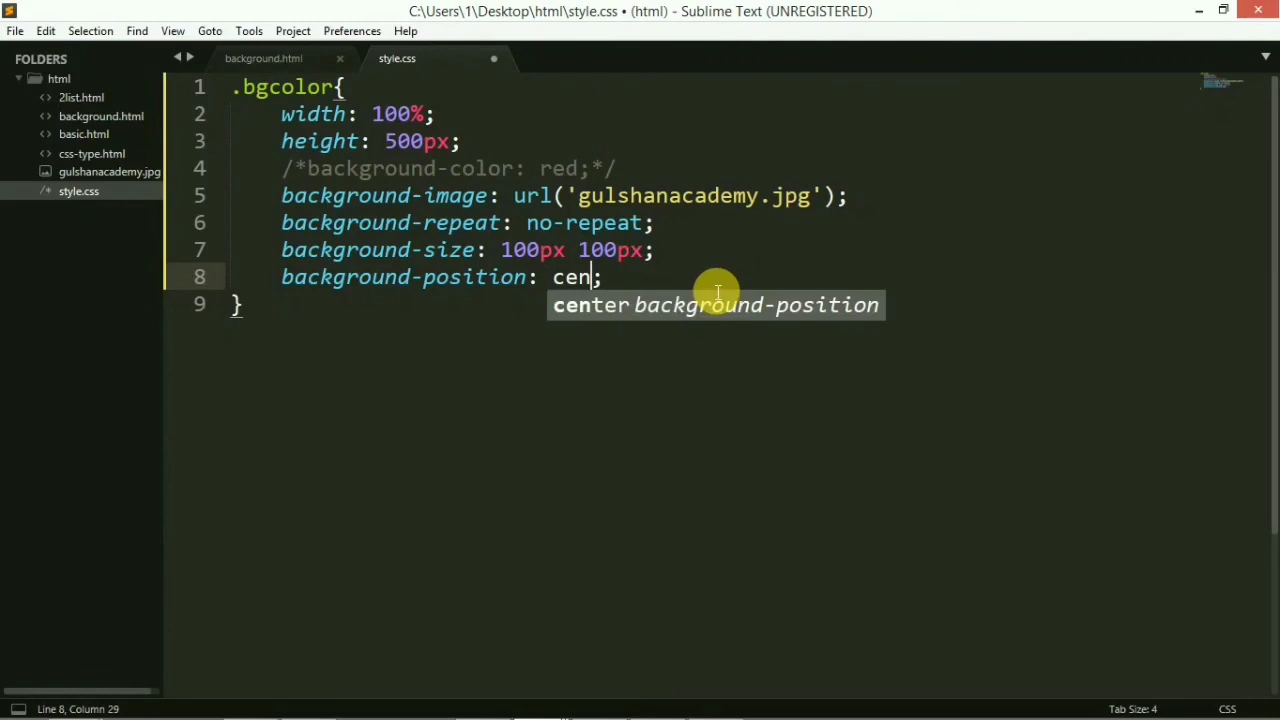 C:\Users\1\Desktop\html\style.css • (html) - Sublime Text (UNREGISTERED)
File Edit Selection Find View Goto Tools Project Preferences Help
FOLDERS
html
2list.html
background.html
basic.html
css-type.html
gulshanacademy.jpg
style.css
background.html
style.css
1 .bgcolor{
2 width: 100%;
3 height: 500px;
4 /*background-color: red;*/
5 background-image: url('gulshanacademy.jpg');
6 background-repeat: no-repeat;
7 background-size: 100px 100px;
8 background-position: cen;
center background-position
9 }
Line 8, Column 29
Tab Size: 4
CSS